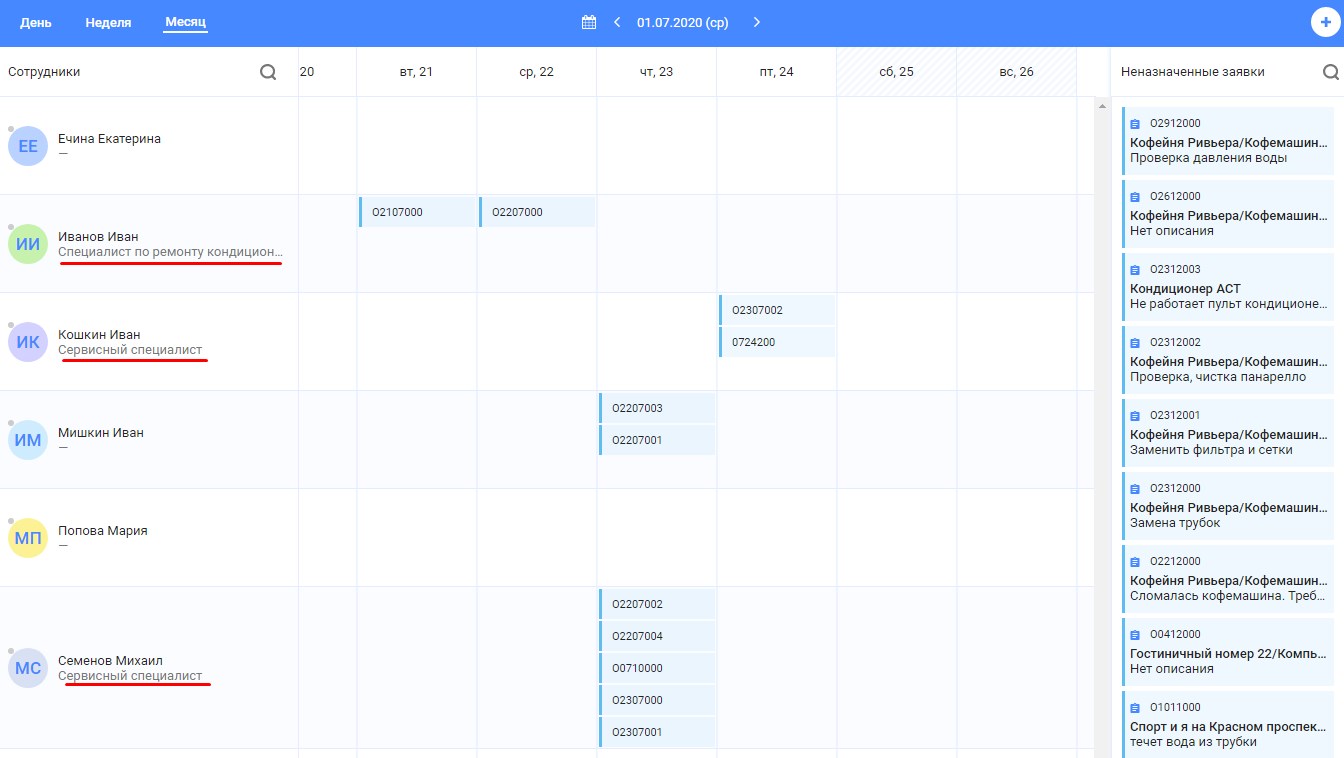 День Неделя Месяц 01.07.2020 (ср)
Сотрудники 20 вт, 21 ср, 22 чт, 23 пт, 24 сб, 25 вс, 26 Неназначенные заявки
ЕЕ Ечина Екатерина
—
O2107000 O2207000
ИИ Иванов Иван
Специалист по ремонту кондицион...
O2307002
0724200
ИК Кошкин Иван
Сервисный специалист
O2207003
O2207001
ИМ Мишкин Иван
—
МП Попова Мария
—
O2207002
O2207004
O0710000
O2307000
O2307001
МС Семенов Михаил
Сервисный специалист
O2912000
Кофейня Ривьера/Кофемашин...
Проверка давления воды
O2612000
Кофейня Ривьера/Кофемашин...
Нет описания
O2312003
Кондиционер АСТ
Не работает пульт кондиционе...
O2312002
Кофейня Ривьера/Кофемашин...
Проверка, чистка панарелло
O2312001
Кофейня Ривьера/Кофемашин...
Заменить фильтра и сетки
O2312000
Кофейня Ривьера/Кофемашин...
Замена трубок
O2212000
Кофейня Ривьера/Кофемашин...
Сломалась кофемашина. Треб...
O0412000
Гостиничный номер 22/Компь...
Нет описания
O1011000
Спорт и я на Красном проспек...
течет вода из трубки